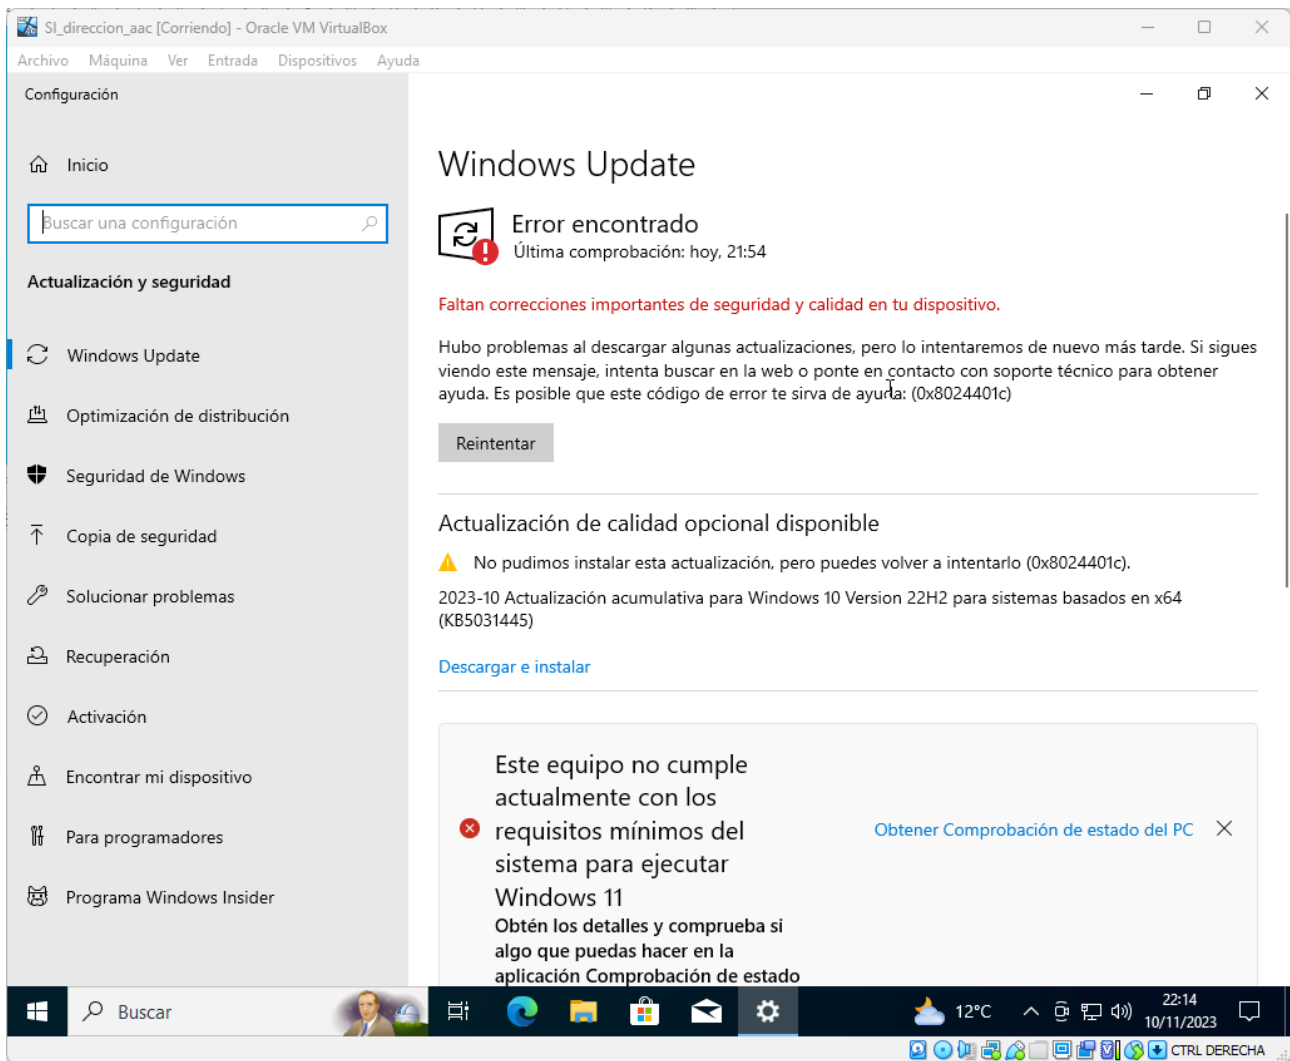 SI_direccion_aac [Corriendo] - Oracle VM VirtualBox
Archivo Máquina Ver Entrada Dispositivos Ayuda
Configuración
Inicio
Buscar una configuración
Actualización y seguridad
Windows Update
Optimización de distribución
Seguridad de Windows
Copia de seguridad
Solucionar problemas
Recuperación
Activación
Encontrar mi dispositivo
Para programadores
Programa Windows Insider
Windows Update
Error encontrado
Última comprobación: hoy, 21:54
Faltan correcciones importantes de seguridad y calidad en tu dispositivo.
Hubo problemas al descargar algunas actualizaciones, pero lo intentaremos de nuevo más tarde. Si sigues
viendo este mensaje, intenta buscar en la web o ponte en contacto con soporte técnico para obtener
ayuda. Es posible que este código de error te sirva de ayuda: (0x8024401c)
Reintentar
Actualización de calidad opcional disponible
No pudimos instalar esta actualización, pero puedes volver a intentarlo (0x8024401c).
2023-10 Actualización acumulativa para Windows 10 Version 22H2 para sistemas basados en x64
(KB5031445)
Descargar e instalar
Este equipo no cumple
actualmente con los
requisitos mínimos del
sistema para ejecutar
Windows 11
Obtén los detalles y comprueba si
algo que puedas hacer en la
aplicación Comprobación de estado
Obtener Comprobación de estado del PC
Buscar
12°C
22:14
10/11/2023
CTRL DERECHA